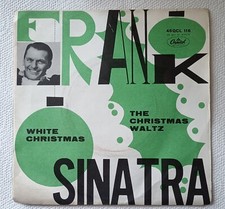 FRANK
Capitol
WHITE
CHRISTMAS
THE
CHRISTMAS
WALTZ
SINATRA